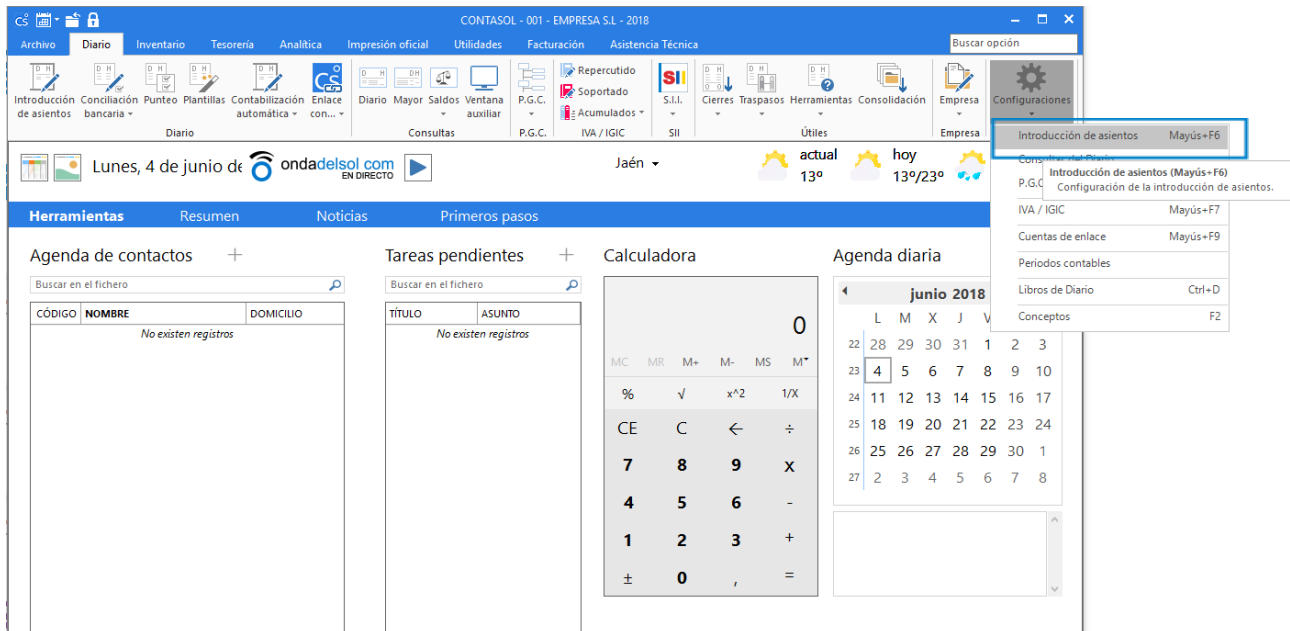 CONTASOL - 001 - EMPRESA S.L - 2018
Archivo Diario Inventario Tesorería Analítica Impresión oficial Utilidades Facturación Asistencia Técnica Buscar opción
Introducción de asientos
Conciliación bancaria
Punteo
Plantillas
Contabilización automática
Enlace con...
Diario
Diario
Mayor
Saldos
Ventana auxiliar
Consultas
P.G.C.
P.G.C.
Repercutido
Soportado
Acumulados
IVA / IGIC
SII
S.I.I.
SII
Cierres
Traspasos
Herramientas
Consolidación
Útiles
Empresa
Empresa
Configuraciones
Introducción de asientos Mayús+F6
Consultas del Diario
P.G.C
Introducción de asientos (Mayús+F6)
Configuración de la introducción de asientos.
IVA / IGIC Mayús+F7
Cuentas de enlace Mayús+F9
Periodos contables
Libros de Diario Ctrl+D
Conceptos F2
Lunes, 4 de junio de
ondadelsol com
EN DIRECTO
Jaén
actual
13º
hoy
13º/23º
Herramientas Resumen Noticias Primeros pasos
Agenda de contactos +
Buscar en el fichero
CÓDIGO NOMBRE DOMICILIO
No existen registros
Tareas pendientes +
Buscar en el fichero
TÍTULO ASUNTO
No existen registros
Calculadora
0
MC MR M+ M- MS M
% √ x^2 1/X
CE C ← ÷
7 8 9 X
4 5 6 -
1 2 3 +
± 0 , =
Agenda diaria
junio 2018
L M X J V
22 28 29 30 31 1 2 3
23 4 5 6 7 8 9 10
24 11 12 13 14 15 16 17
25 18 19 20 21 22 23 24
26 25 26 27 28 29 30 1
27 2 3 4 5 6 7 8